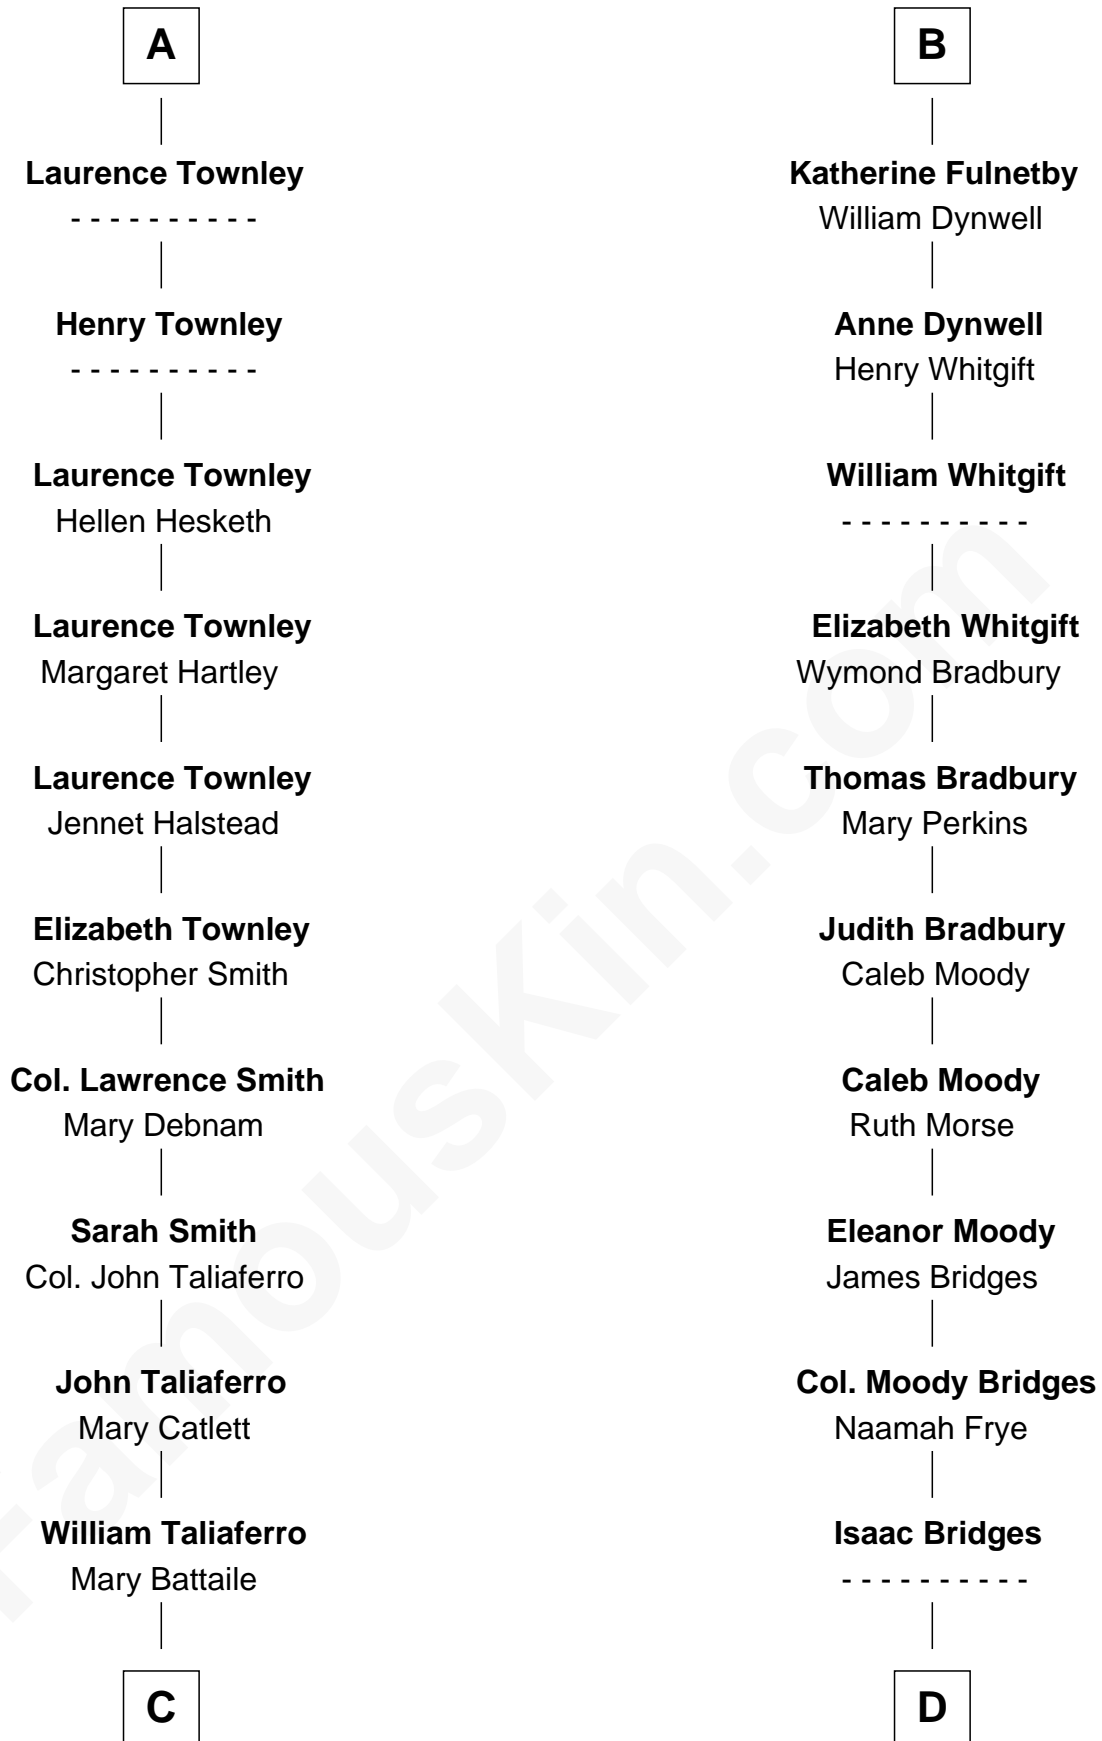 A
Laurence Townley
- - - - - - - - - -
Henry Townley
- - - - - - - - - -
Laurence Townley
Hellen Hesketh
Laurence Townley
Margaret Hartley
Laurence Townley
Jennet Halstead
Elizabeth Townley
Christopher Smith
Col. Lawrence Smith
Mary Debnam
Sarah Smith
Col. John Taliaferro
John Taliaferro
Mary Catlett
William Taliaferro
Mary Battaile
C
B
Katherine Fulnetby
William Dynwell
Anne Dynwell
Henry Whitgift
William Whitgift
- - - - - - - - - -
Elizabeth Whitgift
Wymond Bradbury
Thomas Bradbury
Mary Perkins
Judith Bradbury
Caleb Moody
Caleb Moody
Ruth Morse
Eleanor Moody
James Bridges
Col. Moody Bridges
Naamah Frye
Isaac Bridges
- - - - - - - - - -
D
FamousKin.com